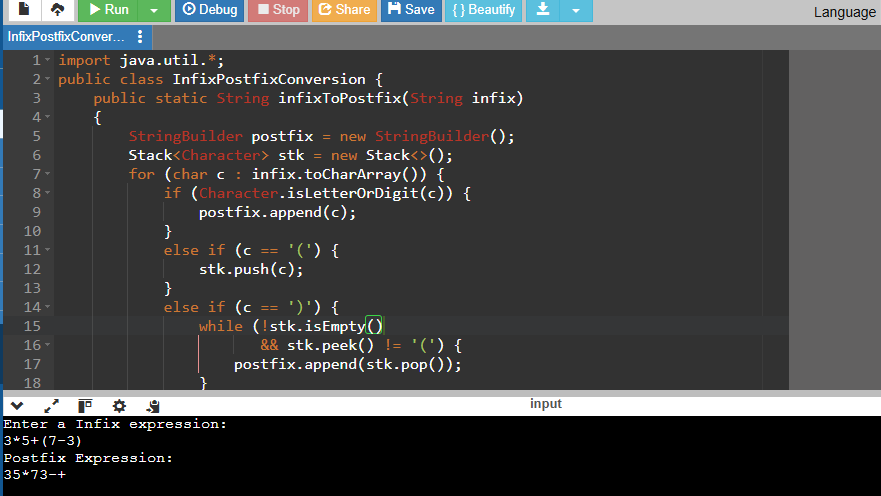 Run Debug Stop Share Save { } Beautify Language
InfixPostfixConver...
1 import java.util.*;
2 public class InfixPostfixConversion {
3 public static String infixToPostfix(String infix)
4 {
5 StringBuilder postfix = new StringBuilder();
6 Stack<Character> stk = new Stack<>();
7 for (char c : infix.toCharArray()) {
8 if (Character.isLetterOrDigit(c)) {
9 postfix.append(c);
10 }
11 else if (c == '(') {
12 stk.push(c);
13 }
14 else if (c == ')') {
15 while (!stk.isEmpty()
16 && stk.peek() != '(') {
17 postfix.append(stk.pop());
18 }
input
Enter a Infix expression:
3*5+(7-3)
Postfix Expression:
35*73-+